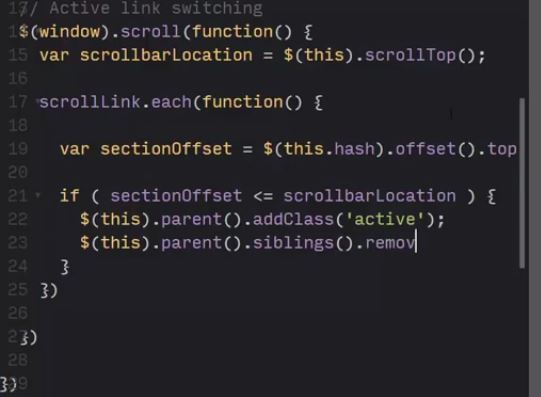 13// Active link switching
14$(window).scroll(function() {
15 var scrollbarLocation = $(this).scrollTop();
16
17 scrollLink.each(function() {
18
19 var sectionOffset = $(this.hash).offset().top
20
21 if ( sectionOffset <= scrollbarLocation ) {
22 $(this).parent().addClass('active');
23 $(this).parent().siblings().remov
24 }
25 })
26
27})
28
})29